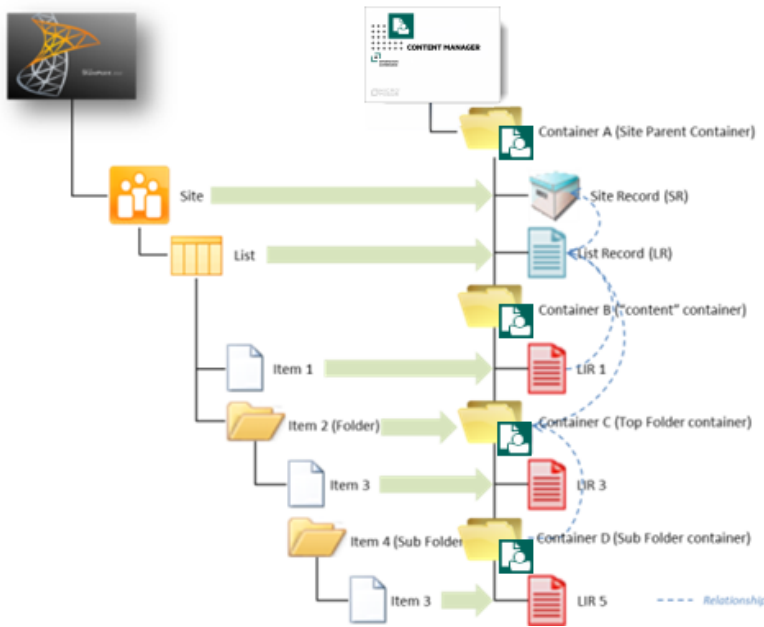 CONTENT MANAGER
Container A (Site Parent Container)
Site
Site Record (SR)
List
List Record (LR)
Container B ("content" container)
Item 1
LIR 1
Item 2 (Folder)
Container C (Top Folder container)
Item 3
LIR 3
Item 4 (Sub Folder
Container D (Sub Folder container)
Item 3
LIR 5
Relationship